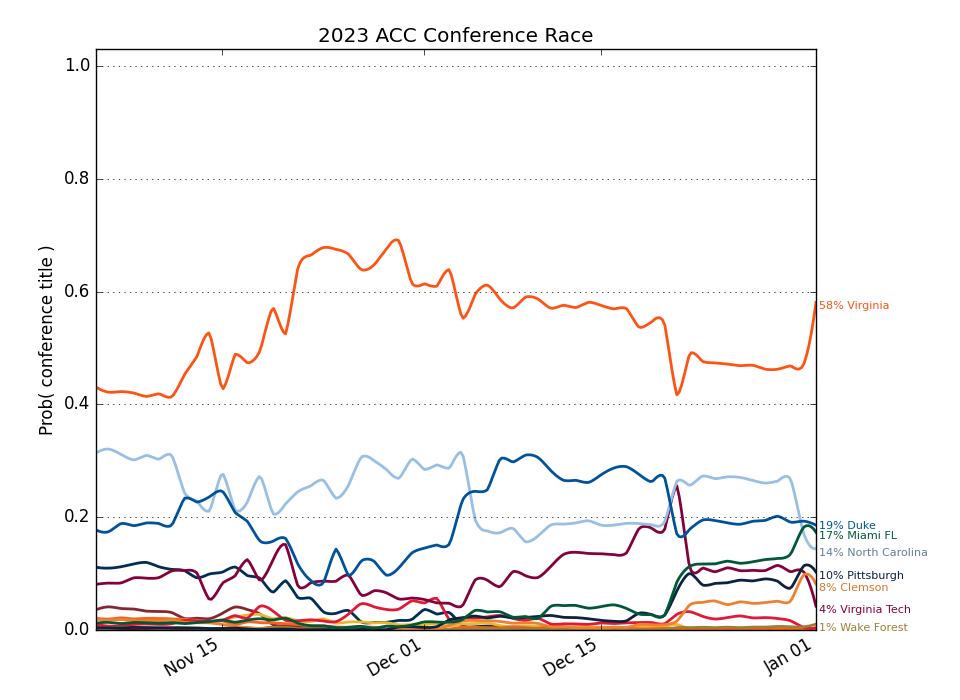 2023 ACC Conference Race
Prob( conference title )
1.0
0.8
0.6
0.4
0.2
0.0
Nov 15
Dec 01
Dec 15
Jan 01
58% Virginia
19% Duke
17% Miami FL
14% North Carolina
10% Pittsburgh
8% Clemson
4% Virginia Tech
1% Wake Forest